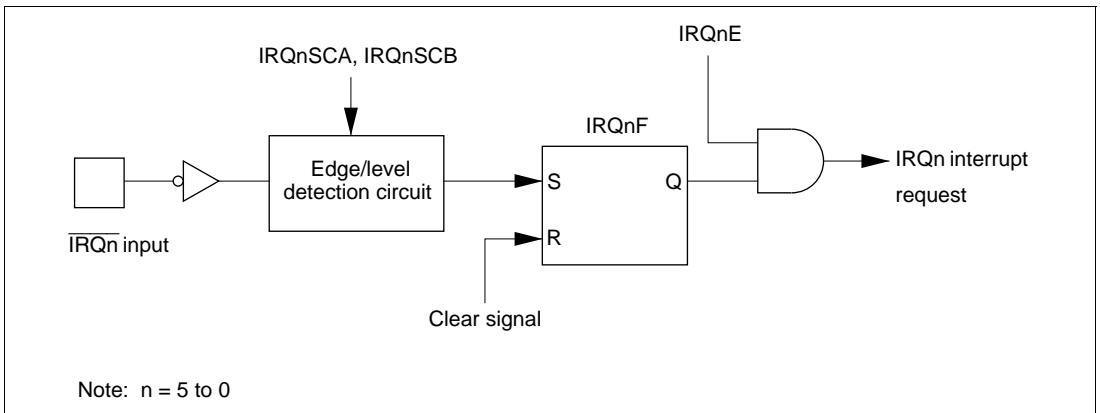 IRQnE
IRQnSCA, IRQnSCB
IRQnF
Edge/level
detection circuit
S
Q
R
IRQn interrupt
request
IRQn input
Clear signal
Note: n = 5 to 0